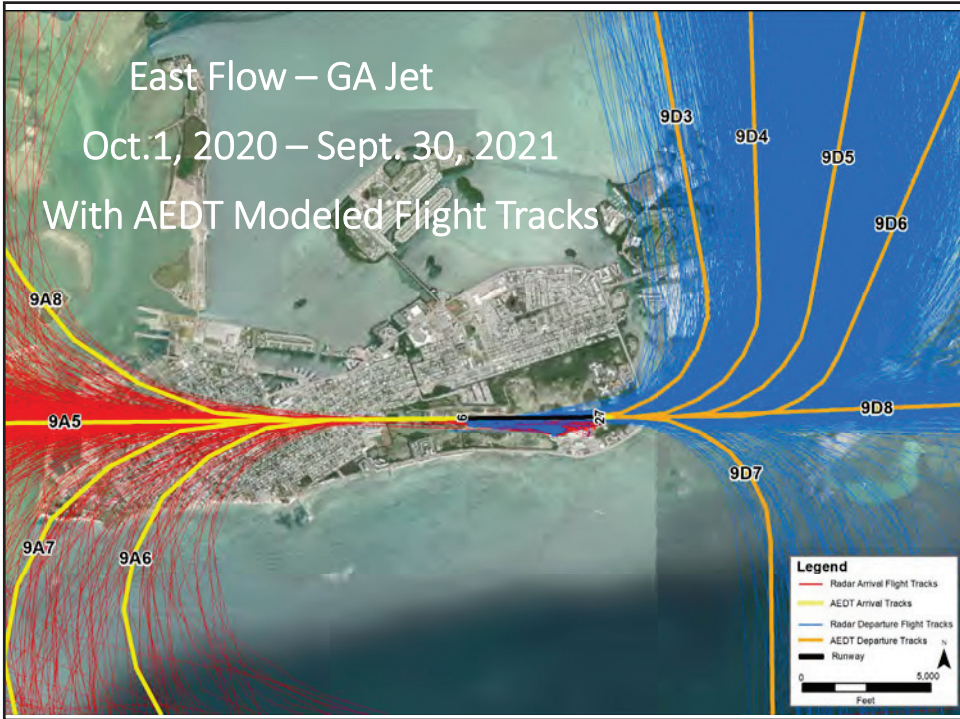 East Flow – GA Jet
Oct.1, 2020 – Sept. 30, 2021
With AEDT Modeled Flight Tracks
9D3
9D4
9D5
9D6
9A8
9A5
9
27
9D8
9D7
9A7
9A6
Legend
Radar Arrival Flight Tracks
AEDT Arrival Tracks
Radar Departure Flight Tracks
AEDT Departure Tracks
Runway
N
0 5,000
Feet